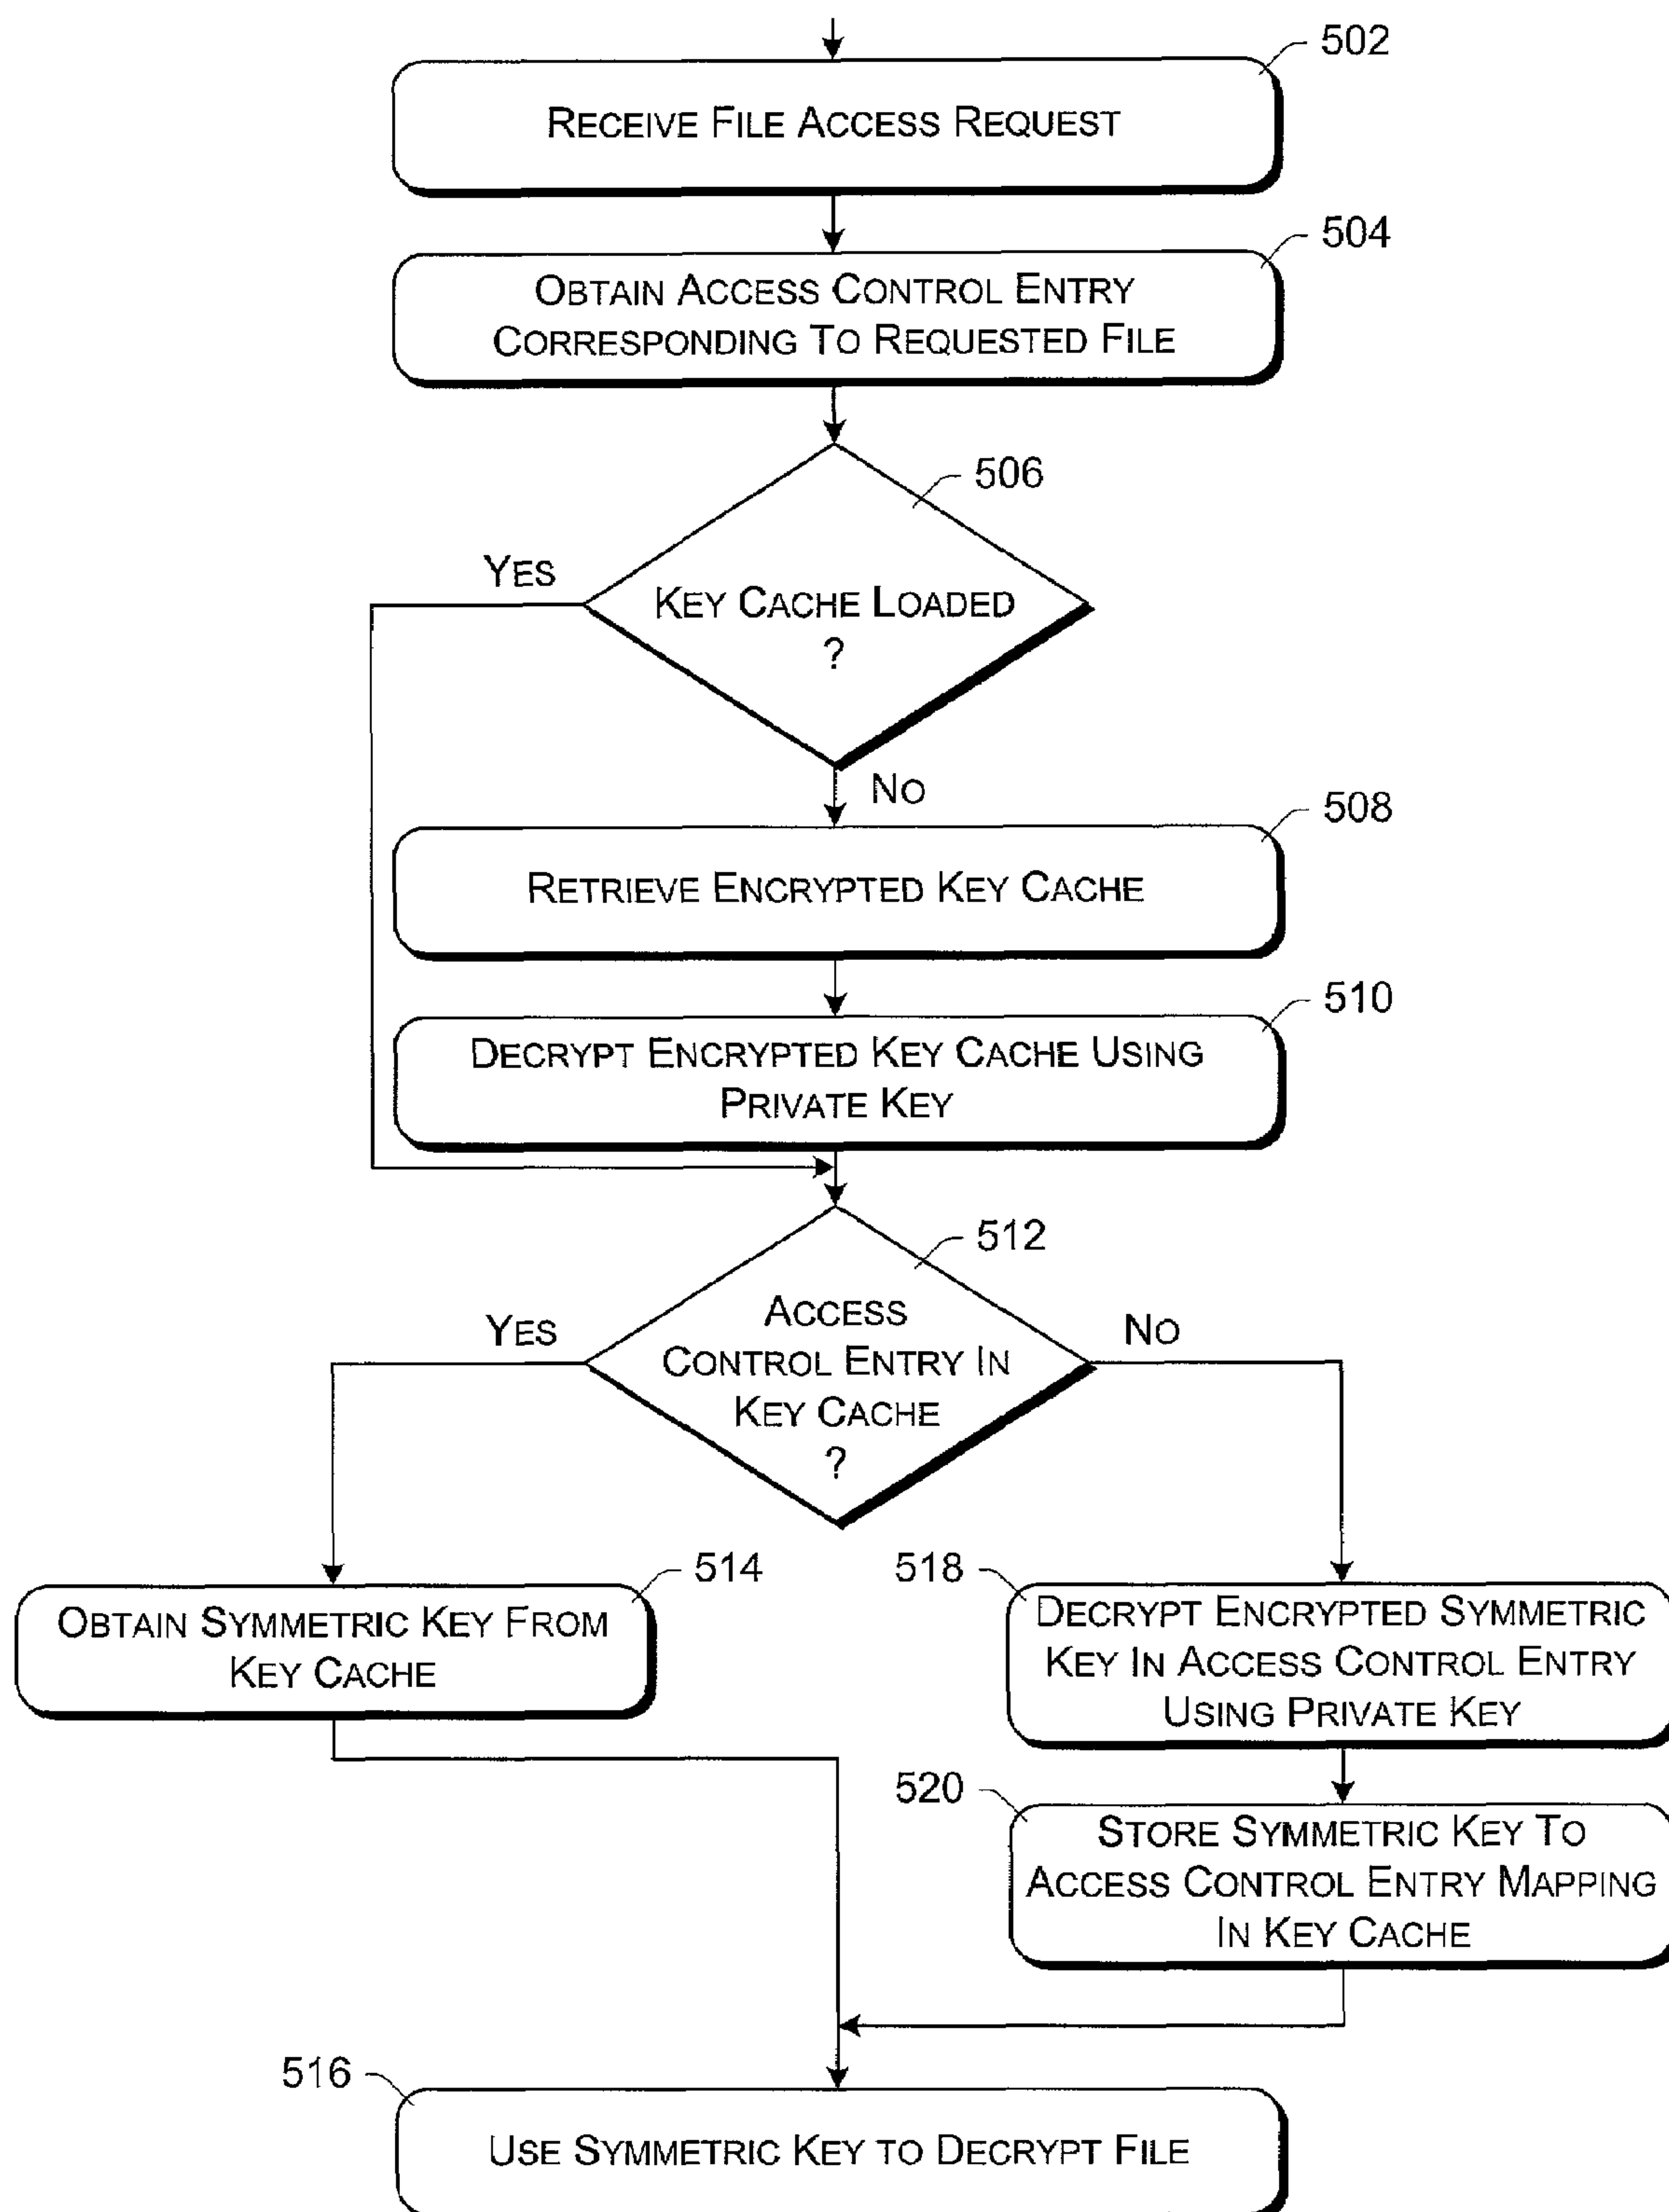 502
RECEIVE FILE ACCESS REQUEST
504
OBTAIN ACCESS CONTROL ENTRY
CORRESPONDING TO REQUESTED FILE
506
YES
KEY CACHE LOADED
?
NO
508
RETRIEVE ENCRYPTED KEY CACHE
510
DECRYPT ENCRYPTED KEY CACHE USING
PRIVATE KEY
512
YES
ACCESS
CONTROL ENTRY IN
KEY CACHE
?
NO
514
OBTAIN SYMMETRIC KEY FROM
KEY CACHE
518
DECRYPT ENCRYPTED SYMMETRIC
KEY IN ACCESS CONTROL ENTRY
USING PRIVATE KEY
520
STORE SYMMETRIC KEY TO
ACCESS CONTROL ENTRY MAPPING
IN KEY CACHE
516
USE SYMMETRIC KEY TO DECRYPT FILE